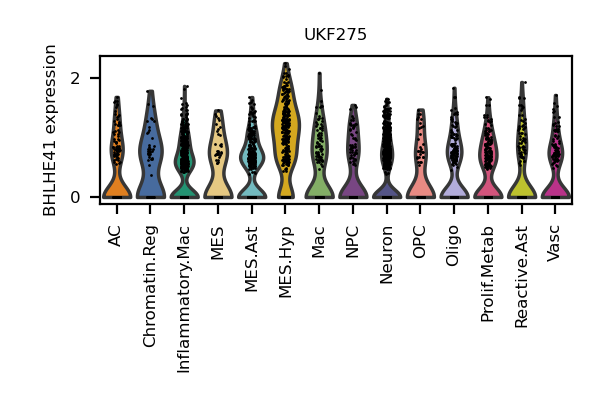 UKF275
BHLHE41 expression
2
0
AC
Chromatin.Reg
Inflammatory.Mac
MES
MES.Ast
MES.Hyp
Mac
NPC
Neuron
OPC
Oligo
Prolif.Metab
Reactive.Ast
Vasc